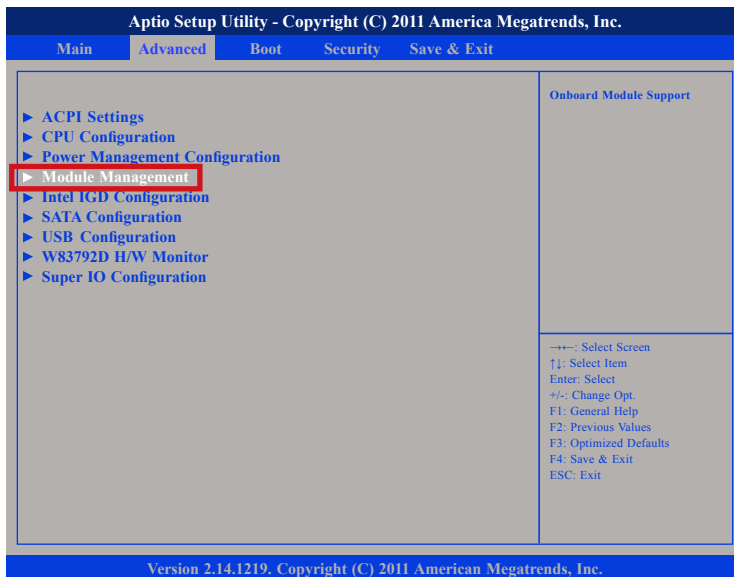 Aptio Setup Utility - Copyright (C) 2011 America Megatrends, Inc.
Main Advanced Boot Security Save & Exit
► ACPI Settings
► CPU Configuration
► Power Management Configuration
► Module Management
► Intel IGD Configuration
► SATA Configuration
► USB Configuration
► W83792D H/W Monitor
► Super IO Configuration
Onboard Module Support
→←: Select Screen
↑↓: Select Item
Enter: Select
+/-: Change Opt.
F1: General Help
F2: Previous Values
F3: Optimized Defaults
F4: Save & Exit
ESC: Exit
Version 2.14.1219. Copyright (C) 2011 American Megatrends, Inc.